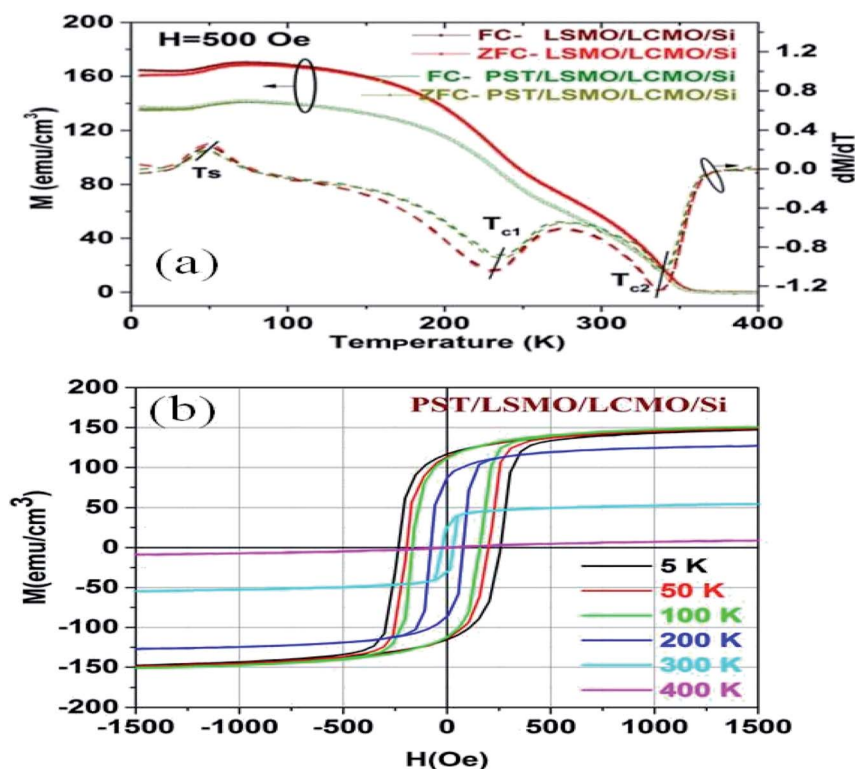 H=500 Oe
FC- LSMO/LCMO/Si
ZFC- LSMO/LCMO/Si
FC- PST/LSMO/LCMO/Si
ZFC- PST/LSMO/LCMO/Si
200
160
120
80
40
0
M (emu/cm³)
1.2
0.8
0.4
0.0
-0.4
-0.8
-1.2
dM/dT
Ts
Tc1
Tc2
(a)
0 100 200 300 400
Temperature (K)
(b)
PST/LSMO/LCMO/Si
200
150
100
50
0
-50
-100
-150
-200
M(emu/cm³)
5 K
50 K
100 K
200 K
300 K
400 K
-1500 -1000 -500 0 500 1000 1500
H(Oe)